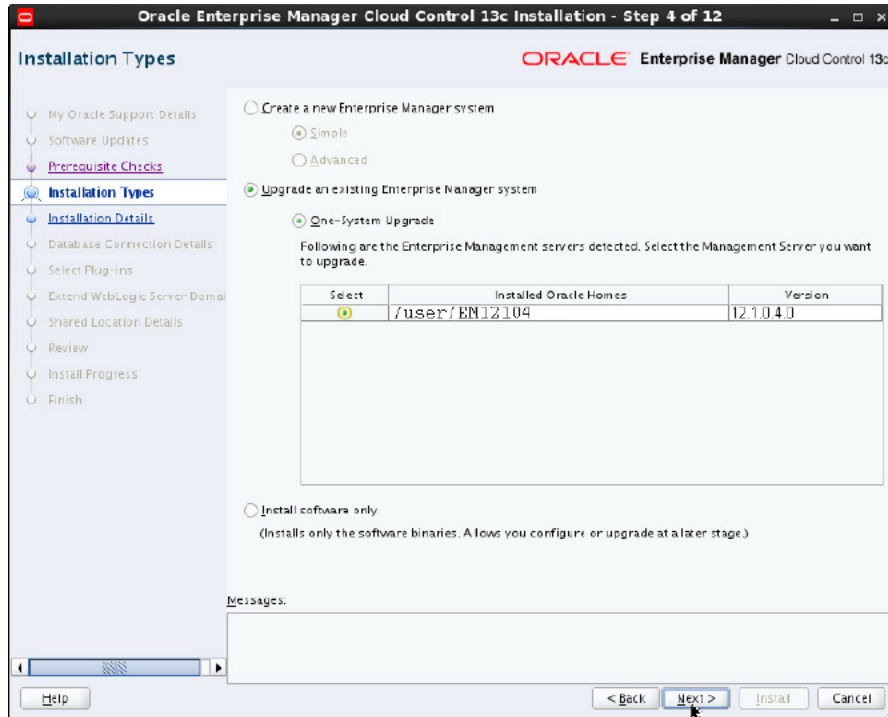 Oracle Enterprise Manager Cloud Control 13c Installation - Step 4 of 12
Installation Types
ORACLE Enterprise Manager Cloud Control 13c
My Oracle Support Details
Software Updates
Prerequisite Checks
Installation Types
Installation Details
Database Connection Details
Select Plug-ins
Extend WebLogic Server Domai
Shared Location Details
Review
Install Progress
Finish
Create a new Enterprise Manager system
Simple
Advanced
Upgrade an existing Enterprise Manager system
One-System Upgrade
Following are the Enterprise Management servers detected. Select the Management Server you want
to upgrade.
Select Installed Oracle Homes Version
/user/EM12104 12.1.0.4.0
Install software only
(Installs only the software binaries. Allows you configure or upgrade at a later stage.)
Messages:
Help < Back Next > Install Cancel